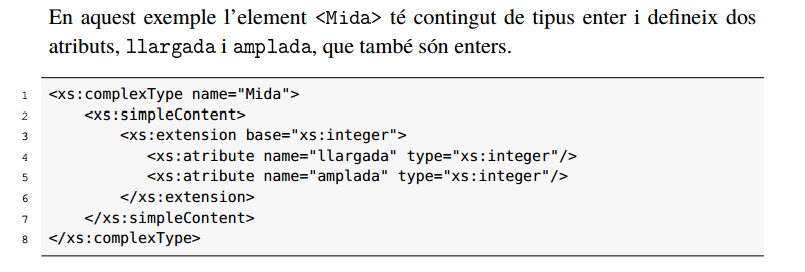 En aquest exemple l’element <Mida> té contingut de tipus enter i defineix dos
atributs, llargada i amplada, que també són enters.
1 <xs:complexType name="Mida">
2     <xs:simpleContent>
3         <xs:extension base="xs:integer">
4            <xs:atribute name="llargada" type="xs:integer"/>
5            <xs:atribute name="amplada" type="xs:integer"/>
6         </xs:extension>
7     </xs:simpleContent>
8 </xs:complexType>